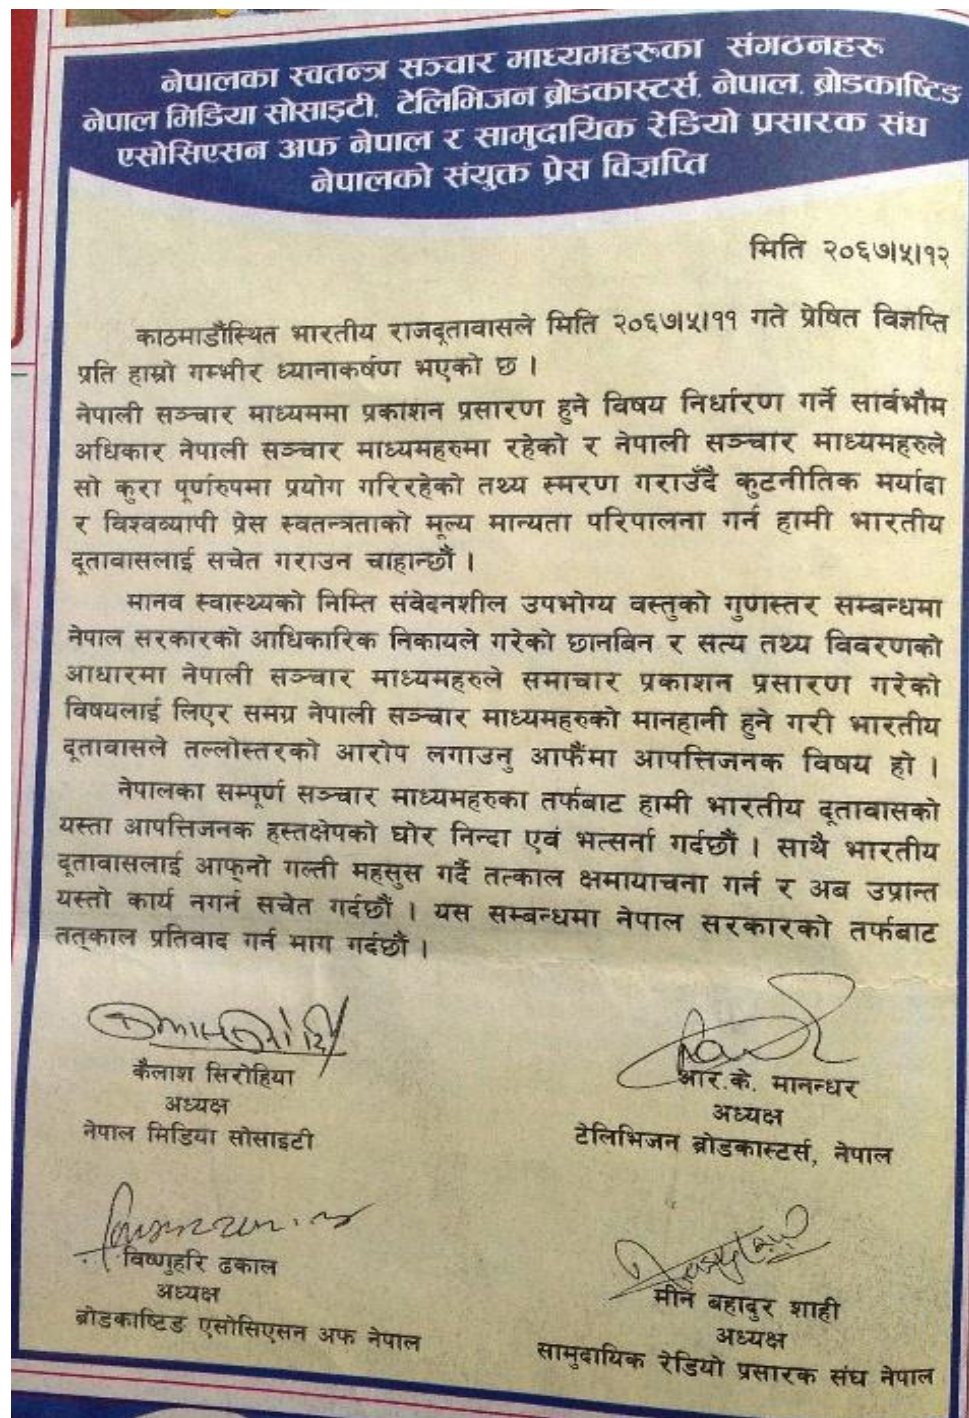 नेपालका स्वतन्त्र सञ्चार माध्यमहरुका संगठनहरू
नेपाल मिडिया सोसाइटी, टेलिभिजन ब्रोडकास्टर्स, नेपाल, ब्रोडकाष्टिङ
एसोसिएसन अफ नेपाल र सामुदायिक रेडियो प्रसारक संघ
नेपालको संयुक्त प्रेस विज्ञप्ति
मिति २०६७।५।१२
काठमाडौंस्थित भारतीय राजदूतावासले मिति २०६७।५।११ गते प्रेषित विज्ञप्ति
प्रति हाम्रो गम्भीर ध्यानाकर्षण भएको छ ।
नेपाली सञ्चार माध्यममा प्रकाशन प्रसारण हुने विषय निर्धारण गर्ने सार्वभौम
अधिकार नेपाली सञ्चार माध्यमहरुमा रहेको र नेपाली सञ्चार माध्यमहरुले
सो कुरा पूर्णरुपमा प्रयोग गरिरहेको तथ्य स्मरण गराउँदै कुटनीतिक मर्यादा
र विश्वव्यापी प्रेस स्वतन्त्रताको मूल्य मान्यता परिपालना गर्न हामी भारतीय
दूतावासलाई सचेत गराउन चाहान्छौं ।
मानव स्वास्थ्यको निम्ति संवेदनशील उपभोग्य वस्तुको गुणस्तर सम्बन्धमा
नेपाल सरकारको आधिकारिक निकायले गरेको छानबिन र सत्य तथ्य विवरणको
आधारमा नेपाली सञ्चार माध्यमहरुले समाचार प्रकाशन प्रसारण गरेको
विषयलाई लिएर समग्र नेपाली सञ्चार माध्यमहरुको मानहानी हुने गरी भारतीय
दूतावासले तल्लोस्तरको आरोप लगाउनु आफैंमा आपत्तिजनक विषय हो ।
नेपालका सम्पूर्ण सञ्चार माध्यमहरुका तर्फबाट हामी भारतीय दूतावासको
यस्ता आपत्तिजनक हस्तक्षेपको घोर निन्दा एवं भत्सर्ना गर्दछौं । साथै भारतीय
दूतावासलाई आफ्नो गल्ती महसुस गर्दै तत्काल क्षमायाचना गर्न र अब उप्रान्त
यस्तो कार्य नगर्न सचेत गर्दछौं । यस सम्बन्धमा नेपाल सरकारको तर्फबाट
तत्काल प्रतिवाद गर्न माग गर्दछौं ।
कैलाश सिरोहिया
अध्यक्ष
नेपाल मिडिया सोसाइटी
आर.के. मानन्धर
अध्यक्ष
टेलिभिजन ब्रोडकास्टर्स, नेपाल
विष्णुहरि ढकाल
अध्यक्ष
ब्रोडकाष्टिङ एसोसिएसन अफ नेपाल
मीन बहादुर शाही
अध्यक्ष
सामुदायिक रेडियो प्रसारक संघ नेपाल